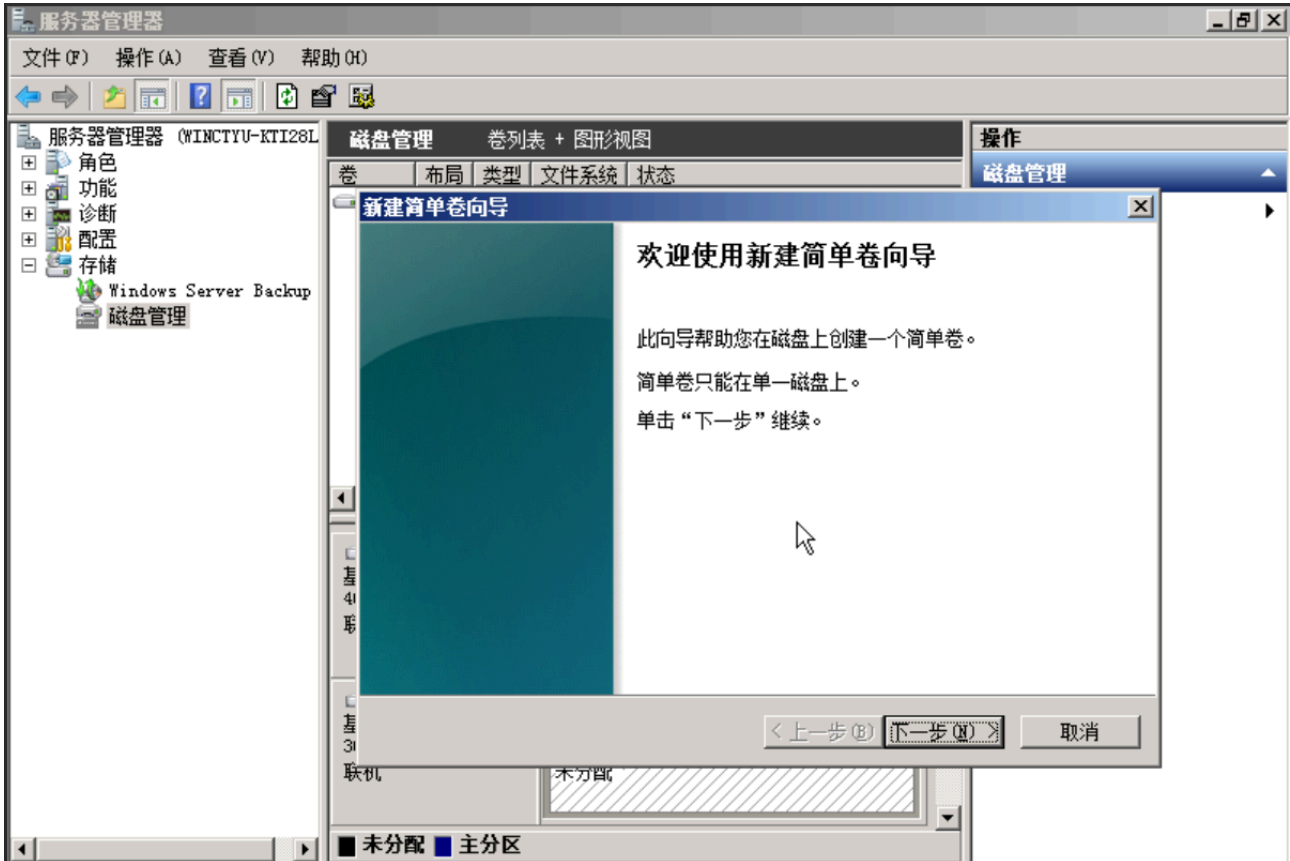 服务器管理器
文件(F) 操作(A) 查看(V) 帮助(H)
服务器管理器 (WINCTYU-KTI28L
角色
功能
诊断
配置
存储
Windows Server Backup
磁盘管理
磁盘管理 卷列表 + 图形视图
卷 布局 类型 文件系统 状态
操作
磁盘管理
新建简单卷向导
欢迎使用新建简单卷向导
此向导帮助您在磁盘上创建一个简单卷。
简单卷只能在单一磁盘上。
单击“下一步”继续。
< 上一步(B) 下一步(N) > 取消
联机
未分配
未分配 主分区